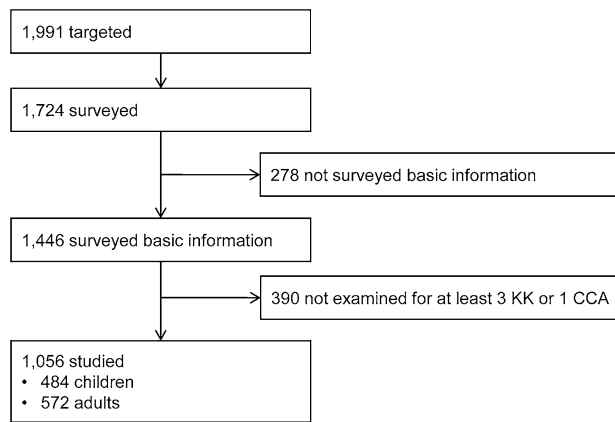 1,991 targeted
1,724 surveyed
278 not surveyed basic information
1,446 surveyed basic information
390 not examined for at least 3 KK or 1 CCA
1,056 studied
• 484 children
• 572 adults